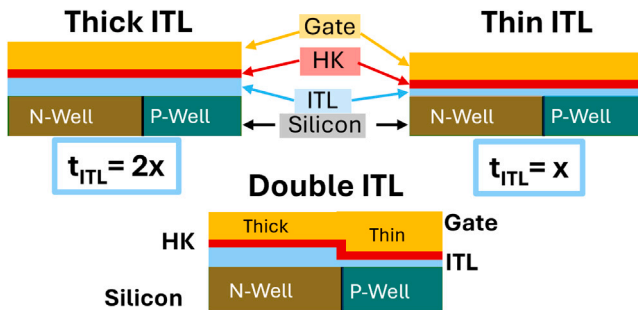 Thick ITL
Gate
Thin ITL
HK
ITL
N-Well
P-Well
Silicon
N-Well
P-Well
tITL= 2x
tITL= x
Double ITL
Thick
Thin
Gate
HK
ITL
N-Well
P-Well
Silicon